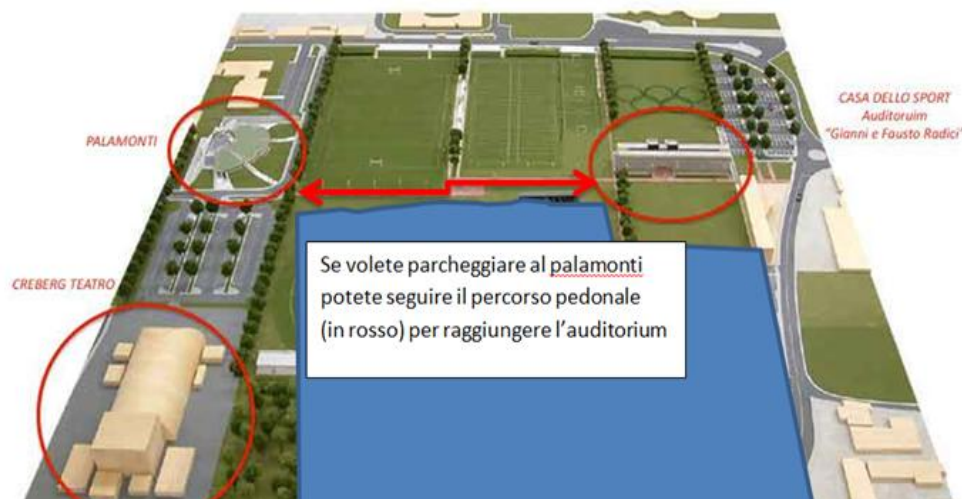 PALAMONTI
CASA DELLO SPORT
Auditoruim
"Gianni e Fausto Radici"
CREBERG TEATRO
Se volete parcheggiare al palamonti
potete seguire il percorso pedonale
(in rosso) per raggiungere l'auditorium